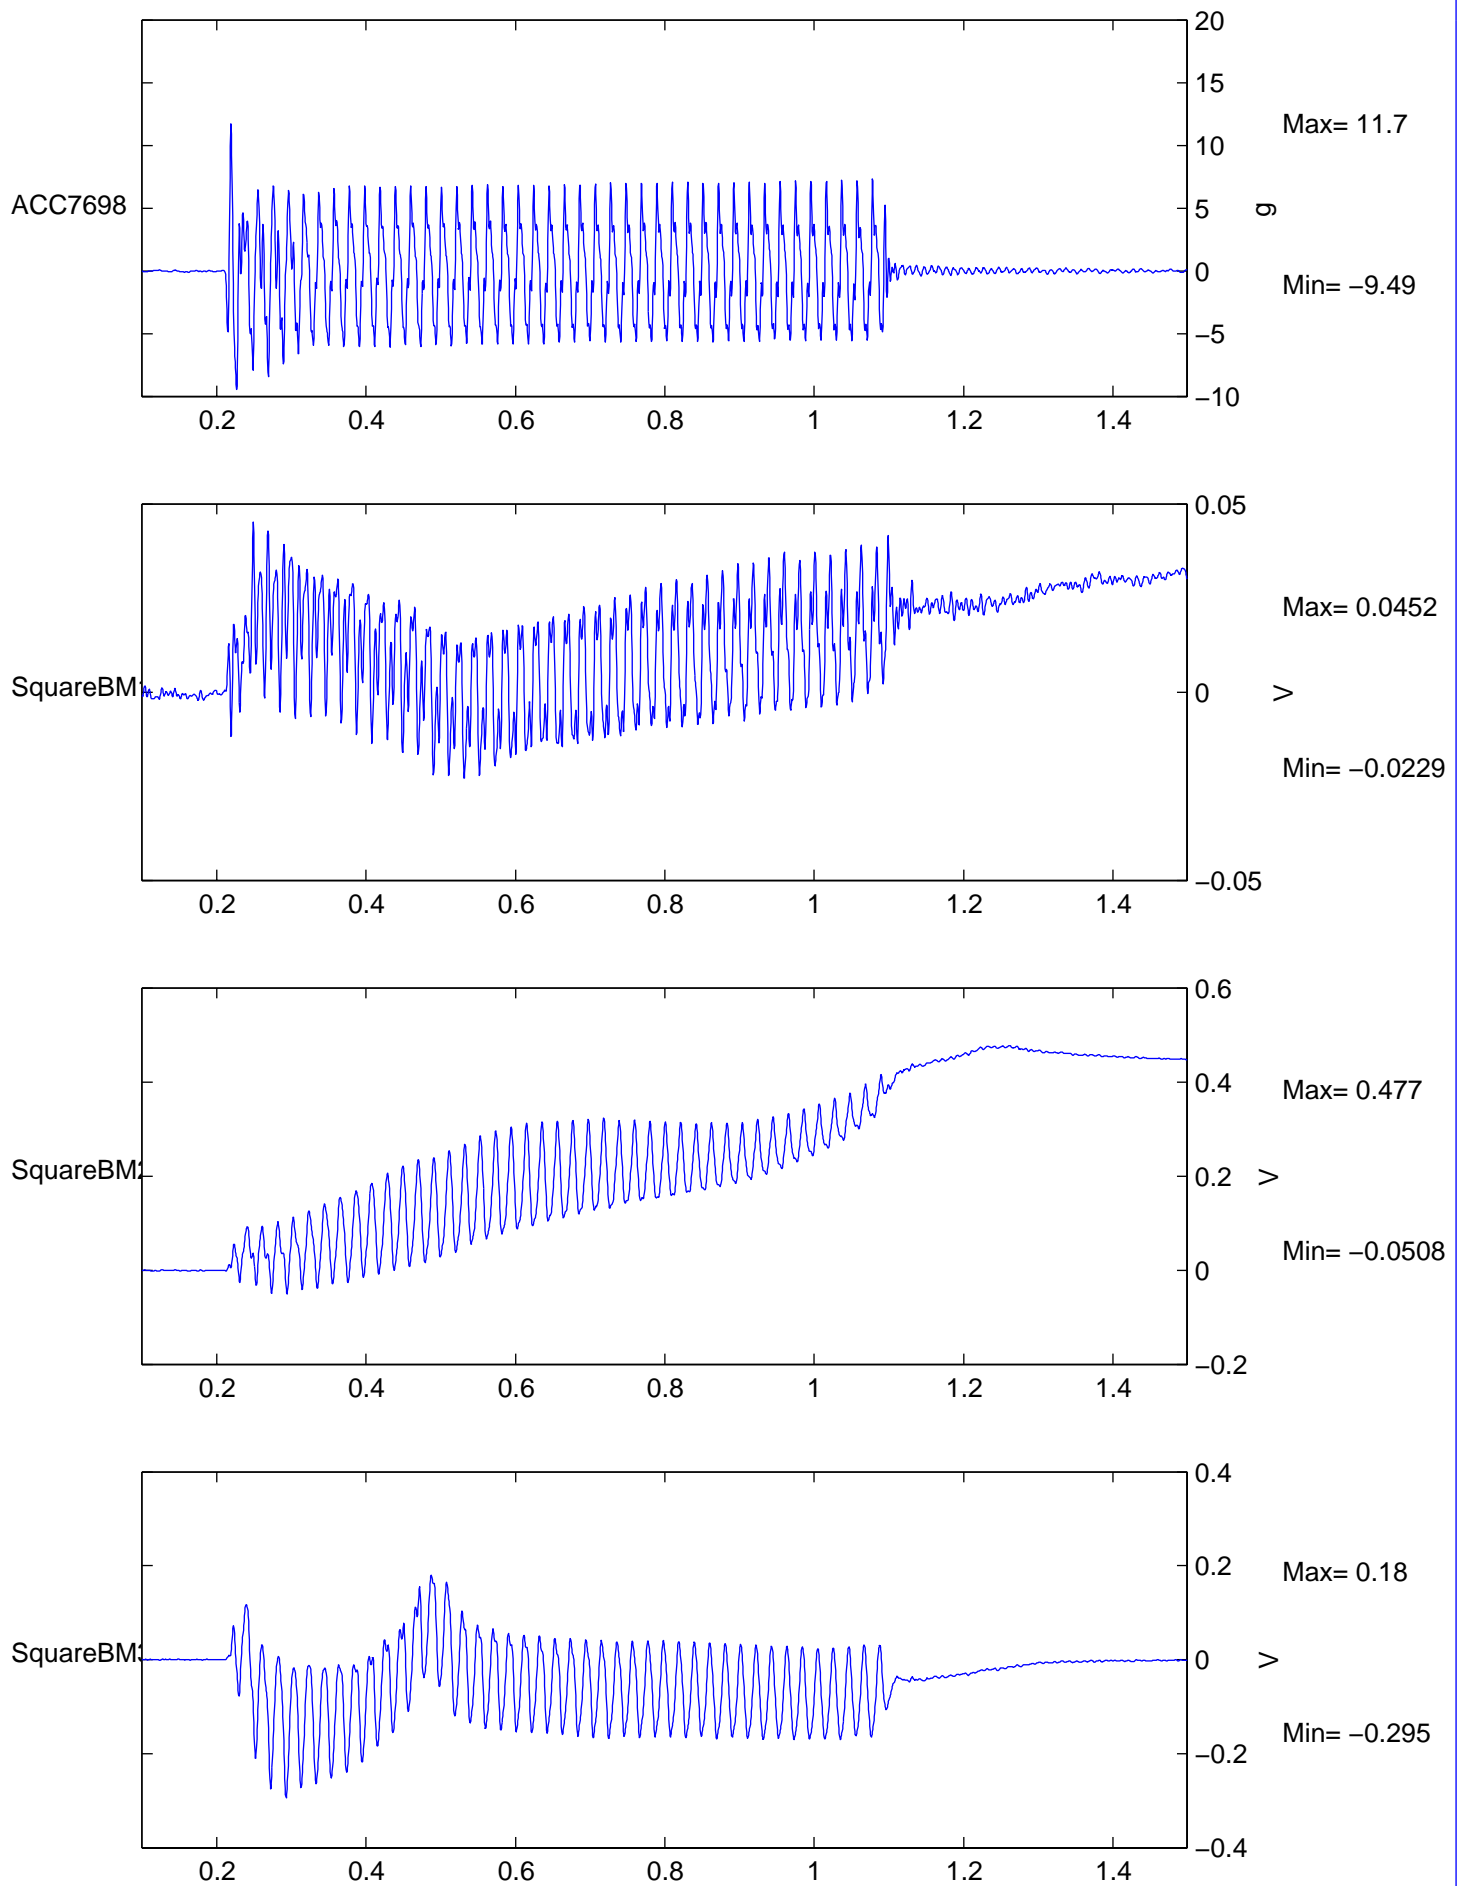 20
15
Max= 11.7
10
ACC7698
5
g
0
Min= −9.49
−5
−10
0.2 0.4 0.6 0.8 1 1.2 1.4
0.05
Max= 0.0452
SquareBM1
0
V
Min= −0.0229
−0.05
0.2 0.4 0.6 0.8 1 1.2 1.4
0.6
0.4
Max= 0.477
SquareBM2
0.2
V
Min= −0.0508
0
−0.2
0.2 0.4 0.6 0.8 1 1.2 1.4
0.4
0.2
Max= 0.18
SquareBM3
0
V
Min= −0.295
−0.2
−0.4
0.2 0.4 0.6 0.8 1 1.2 1.4